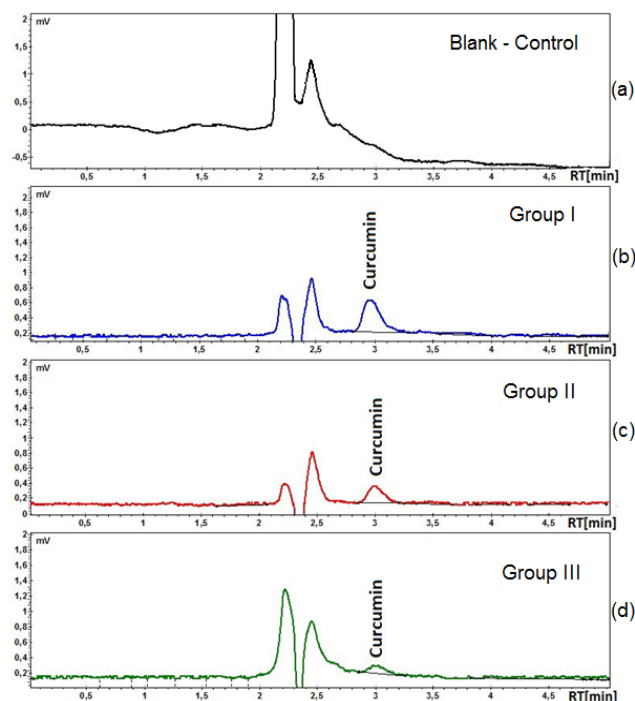 mV
Blank - Control
(a)
2
1,5
1
0,5
0
-0,5
0,5 1 1,5 2 2,5 3 3,5 4 4,5 RT[min]
mV
Group I
(b)
Curcumin
2
1,8
1,6
1,4
1,2
1
0,8
0,6
0,4
0,2
0,5 1 1,5 2 2,5 3 3,5 4 4,5 RT[min]
mV
Group II
(c)
Curcumin
2
1,8
1,6
1,4
1,2
1
0,8
0,6
0,4
0,2
0
0,5 1 1,5 2 2,5 3 3,5 4 4,5 RT[min]
mV
Group III
(d)
Curcumin
2
1,8
1,6
1,4
1,2
1
0,8
0,6
0,4
0,2
0,5 1 1,5 2 2,5 3 3,5 4 4,5 RT[min]